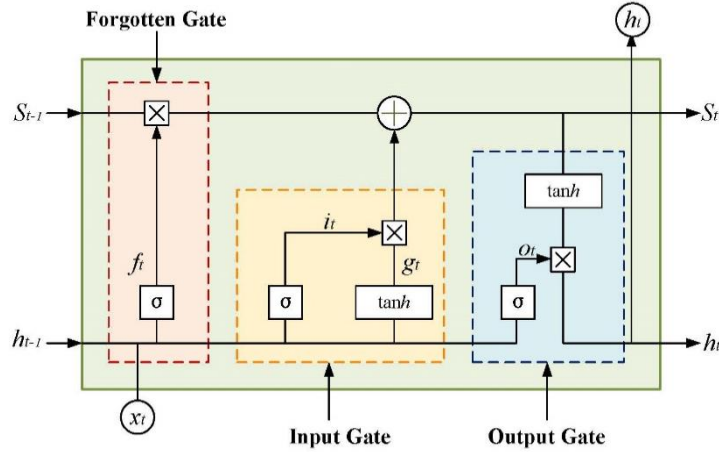 Forgotten Gate
hₜ
Sₜ₋₁
Sₜ
tanh
iₜ
fₜ
gₜ
oₜ
σ
σ
tanh
σ
hₜ₋₁
hₜ
xₜ
Input Gate
Output Gate